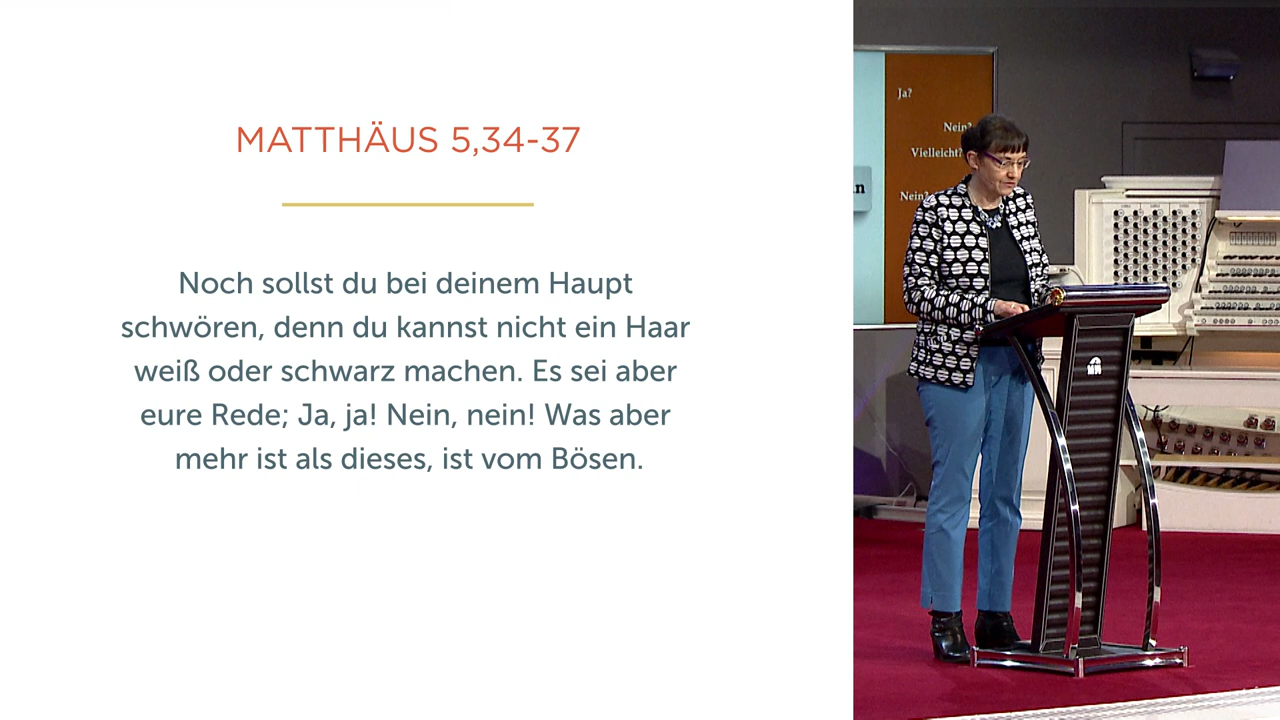 MATTHÄUS 5,34-37
Noch sollst du bei deinem Haupt
schwören, denn du kannst nicht ein Haar
weiß oder schwarz machen. Es sei aber
eure Rede; Ja, ja! Nein, nein! Was aber
mehr ist als dieses, ist vom Bösen.
Ja?
Nein?
Vielleicht?
Nein?